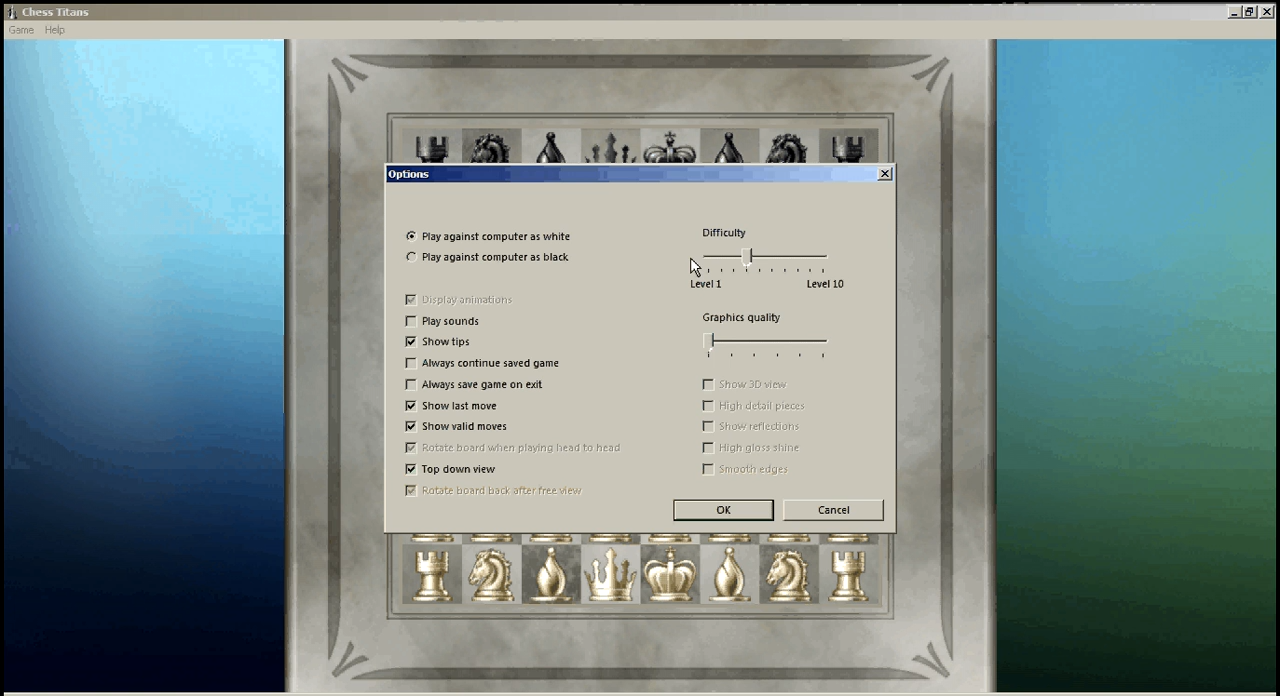 Chess Titans
Game Help
Options
Play against computer as white
Play against computer as black
Display animations
Play sounds
Show tips
Always continue saved game
Always save game on exit
Show last move
Show valid moves
Rotate board when playing head to head
Top down view
Rotate board back after free view
Difficulty
Level 1 Level 10
Graphics quality
Show 3D view
High detail pieces
Show reflections
High gloss shine
Smooth edges
OK Cancel